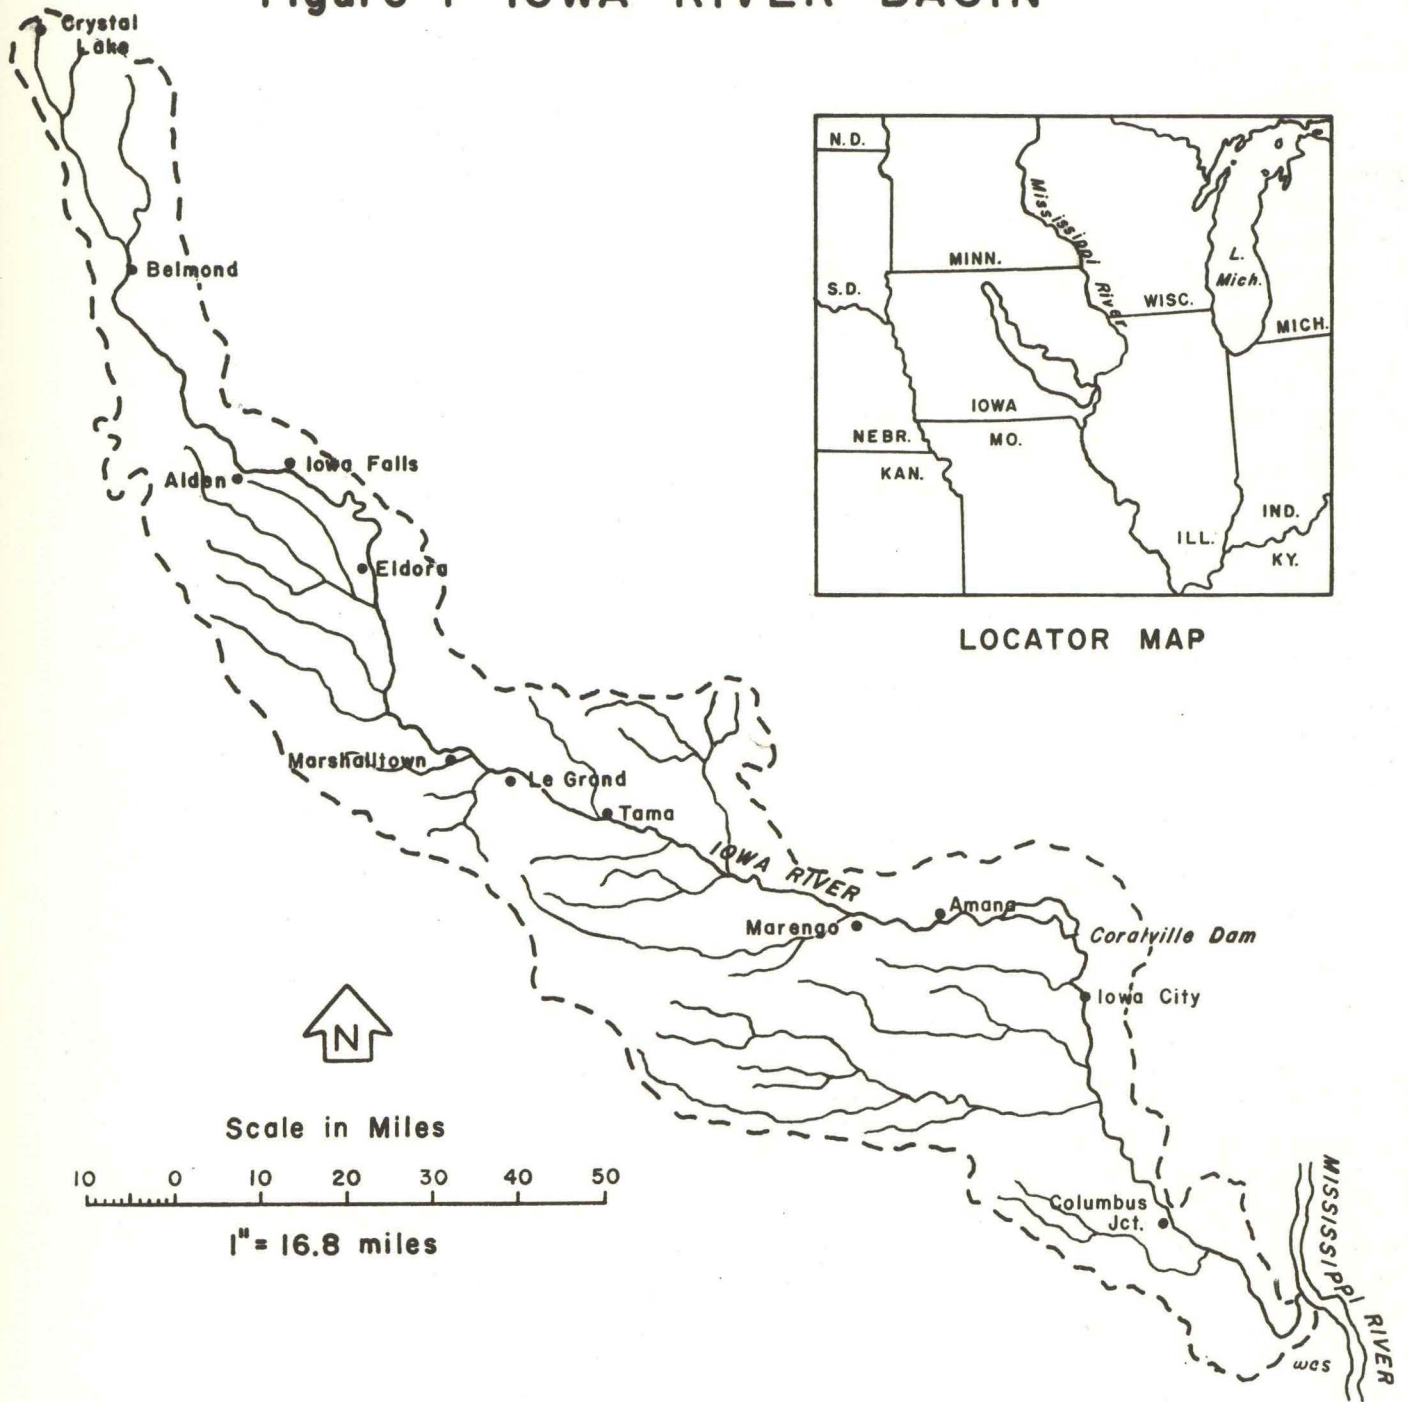 Figure 1 IOWA RIVER BASIN
Crystal
Lake
Belmond
Iowa Falls
Alden
Eldora
Marshalltown
Le Grand
Tama
IOWA RIVER
Marengo
Amana
Coralville Dam
Iowa City
Columbus
Jct.
MISSISSIPPI RIVER
wcs
N
Scale in Miles
10 0 10 20 30 40 50
1"= 16.8 miles
N.D.
Mississippi River
MINN.
L.
Mich.
S.D.
WISC.
MICH.
IOWA
NEBR.
MO.
KAN.
IND.
ILL.
KY.
LOCATOR MAP